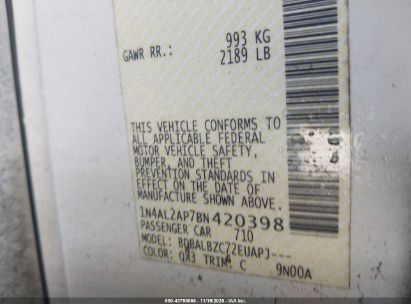 GAWR RR.: 993 KG
2189 LB
THIS VEHICLE CONFORMS TO
ALL APPLICABLE FEDERAL
MOTOR VEHICLE SAFETY,
BUMPER, AND THEFT
PREVENTION STANDARDS IN
EFFECT ON THE DATE OF
MANUFACTURE SHOWN ABOVE.
1N4AL2AP7BN420398
PASSENGER CAR 710
MODEL: BDBALBZC72EUAPJ---
COLOR: QX3 TRIM: C 9N00A